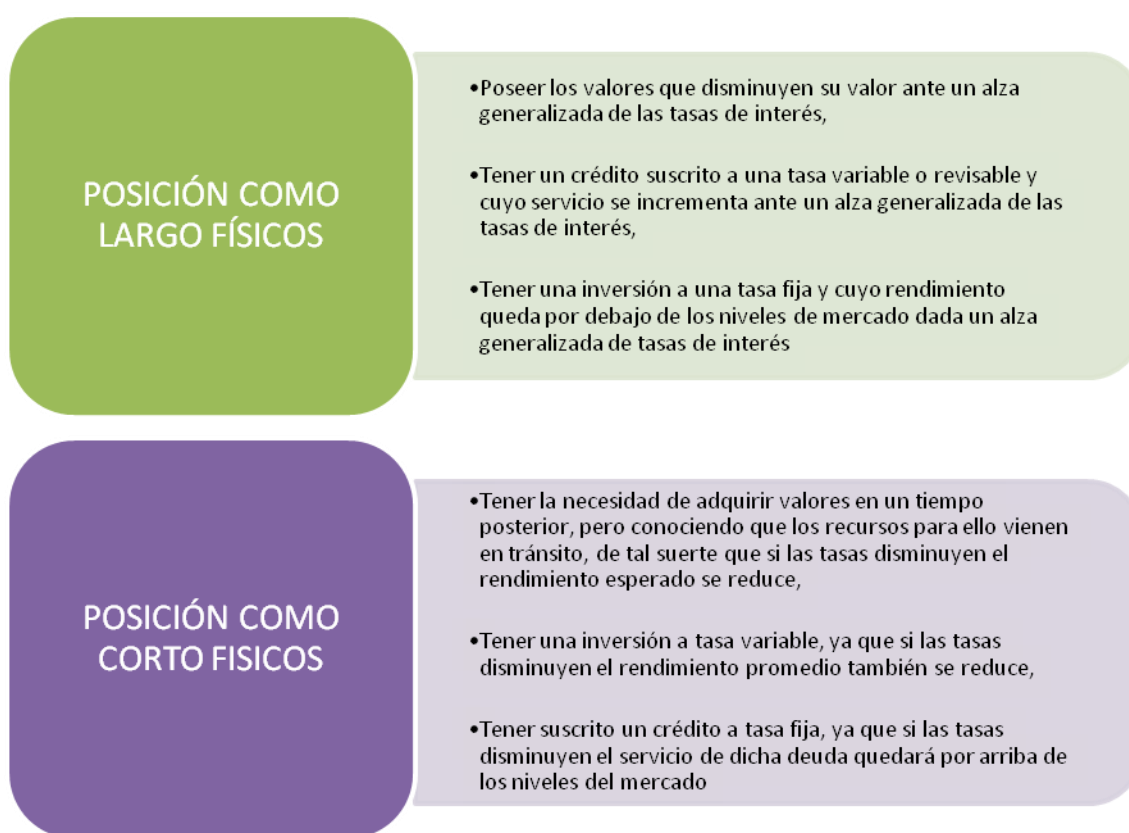 POSICIÓN COMO
LARGO FÍSICOS
•Poseer los valores que disminuyen su valor ante un alza
generalizada de las tasas de interés,
•Tener un crédito suscrito a una tasa variable o revisable y
cuyo servicio se incrementa ante un alza generalizada de las
tasas de interés,
•Tener una inversión a una tasa fija y cuyo rendimiento
queda por debajo de los niveles de mercado dada un alza
generalizada de tasas de interés
POSICIÓN COMO
CORTO FISICOS
•Tener la necesidad de adquirir valores en un tiempo
posterior, pero conociendo que los recursos para ello vienen
en tránsito, de tal suerte que si las tasas disminuyen el
rendimiento esperado se reduce,
•Tener una inversión a tasa variable, ya que si las tasas
disminuyen el rendimiento promedio también se reduce,
•Tener suscrito un crédito a tasa fija, ya que si las tasas
disminuyen el servicio de dicha deuda quedará por arriba de
los niveles del mercado